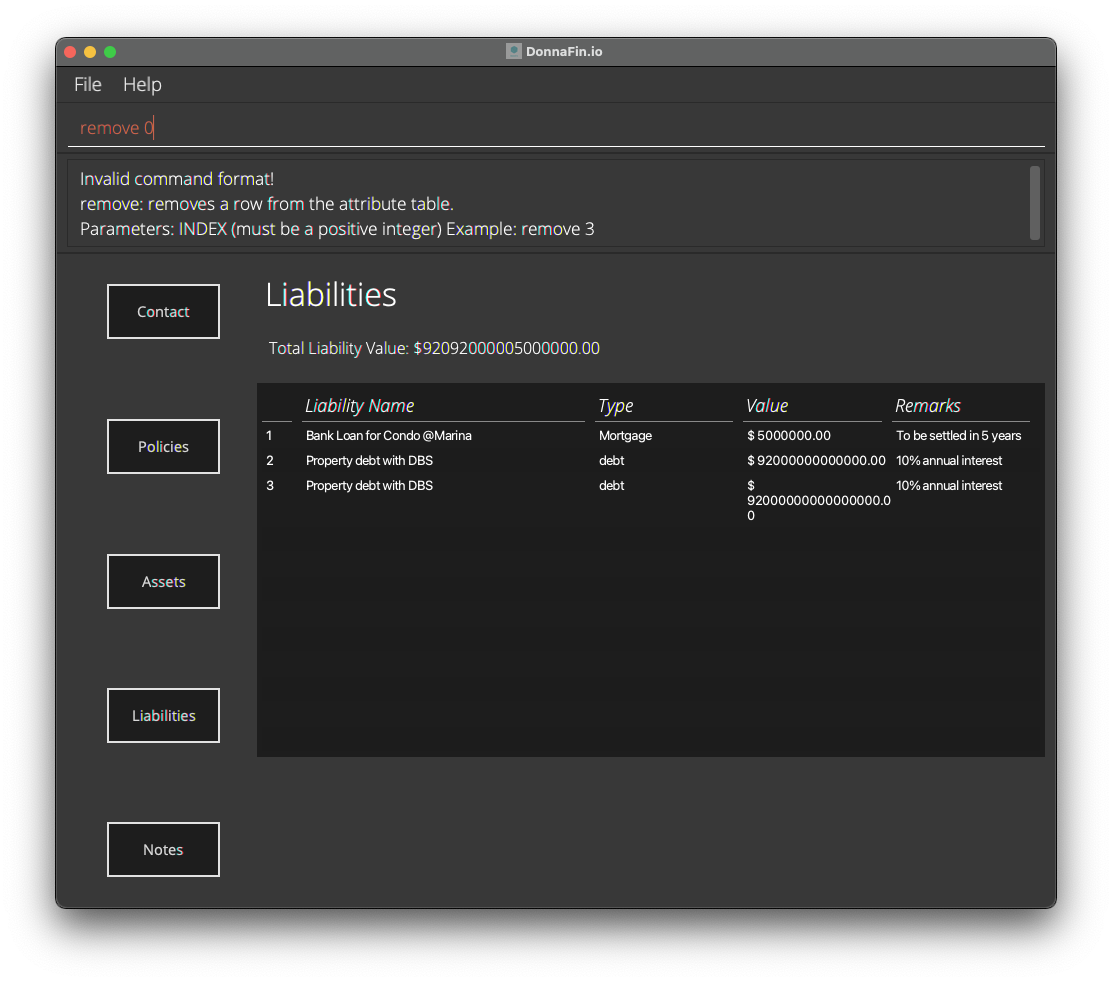 DonnaFin.io
File Help
remove 0
Invalid command format!
remove: removes a row from the attribute table.
Parameters: INDEX (must be a positive integer) Example: remove 3
Contact
Policies
Assets
Liabilities
Notes
Liabilities
Total Liability Value: $92092000005000000.00
Liability Name Type Value Remarks
1 Bank Loan for Condo @Marina Mortgage $ 5000000.00 To be settled in 5 years
2 Property debt with DBS debt $ 92000000000000.00 10% annual interest
3 Property debt with DBS debt $ 10% annual interest
92000000000000000.0
0